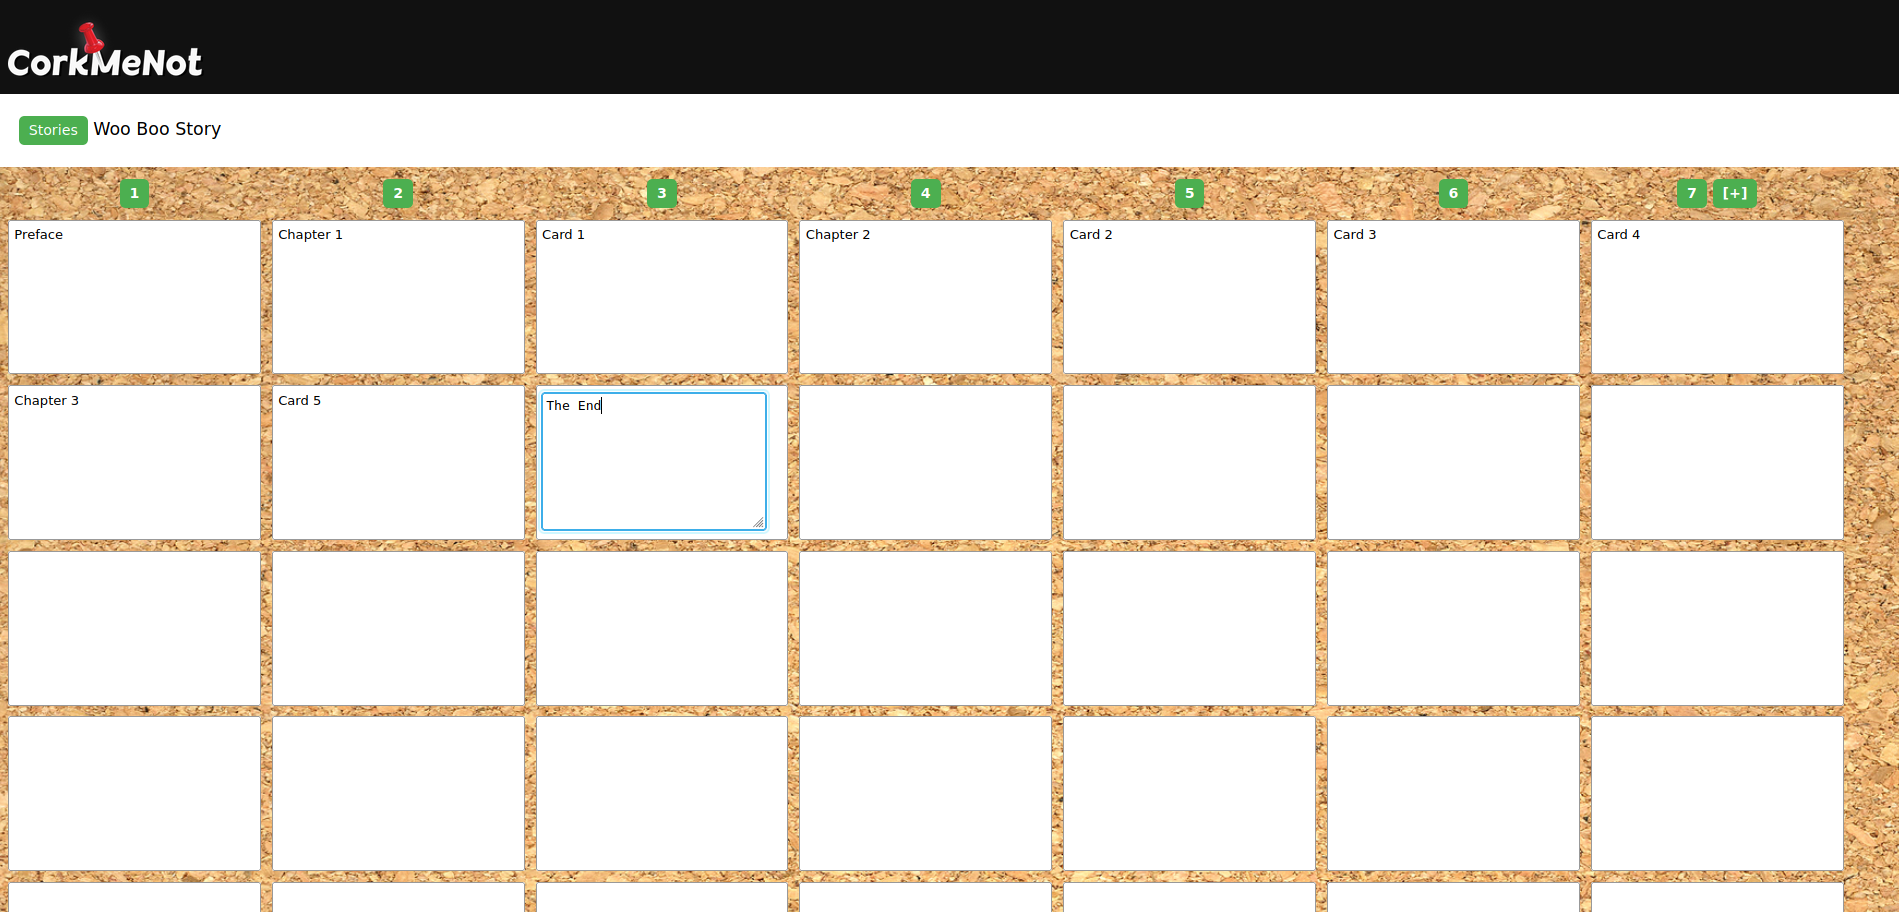 CorkMeNot
Stories Woo Boo Story
1 2 3 4 5 6 7 [+]
Preface Chapter 1 Card 1 Chapter 2 Card 2 Card 3 Card 4
Chapter 3 Card 5 The End